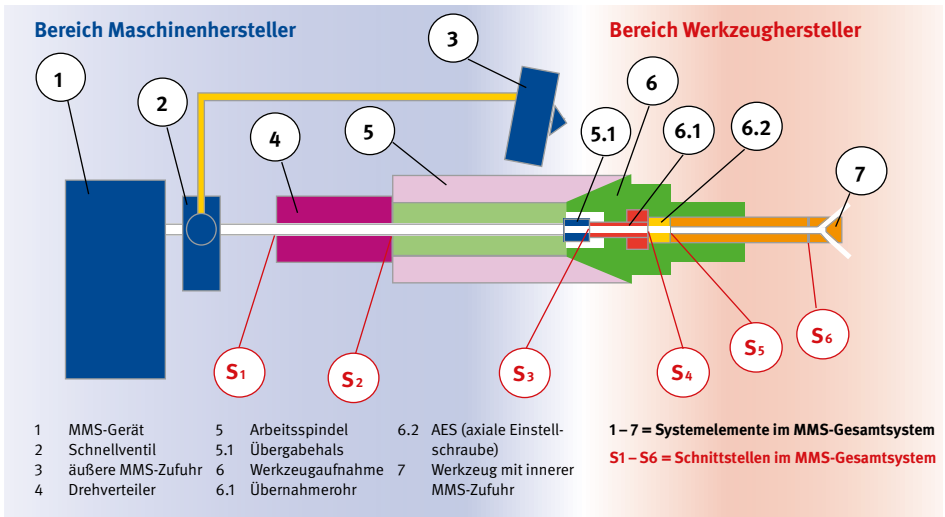 Bereich Maschinenhersteller
Bereich Werkzeughersteller
1
2
3
4
5
5.1
6
6.1
6.2
7
S1
S2
S3
S4
S5
S6
1 MMS-Gerät
2 Schnellventil
3 äußere MMS-Zufuhr
4 Drehverteiler
5 Arbeitsspindel
5.1 Übergabehals
6 Werkzeugaufnahme
6.1 Übernahmerohr
6.2 AES (axiale Einstell-
schraube)
7 Werkzeug mit innerer
MMS-Zufuhr
1 – 7 = Systemelemente im MMS-Gesamtsystem
S1 – S6 = Schnittstellen im MMS-Gesamtsystem